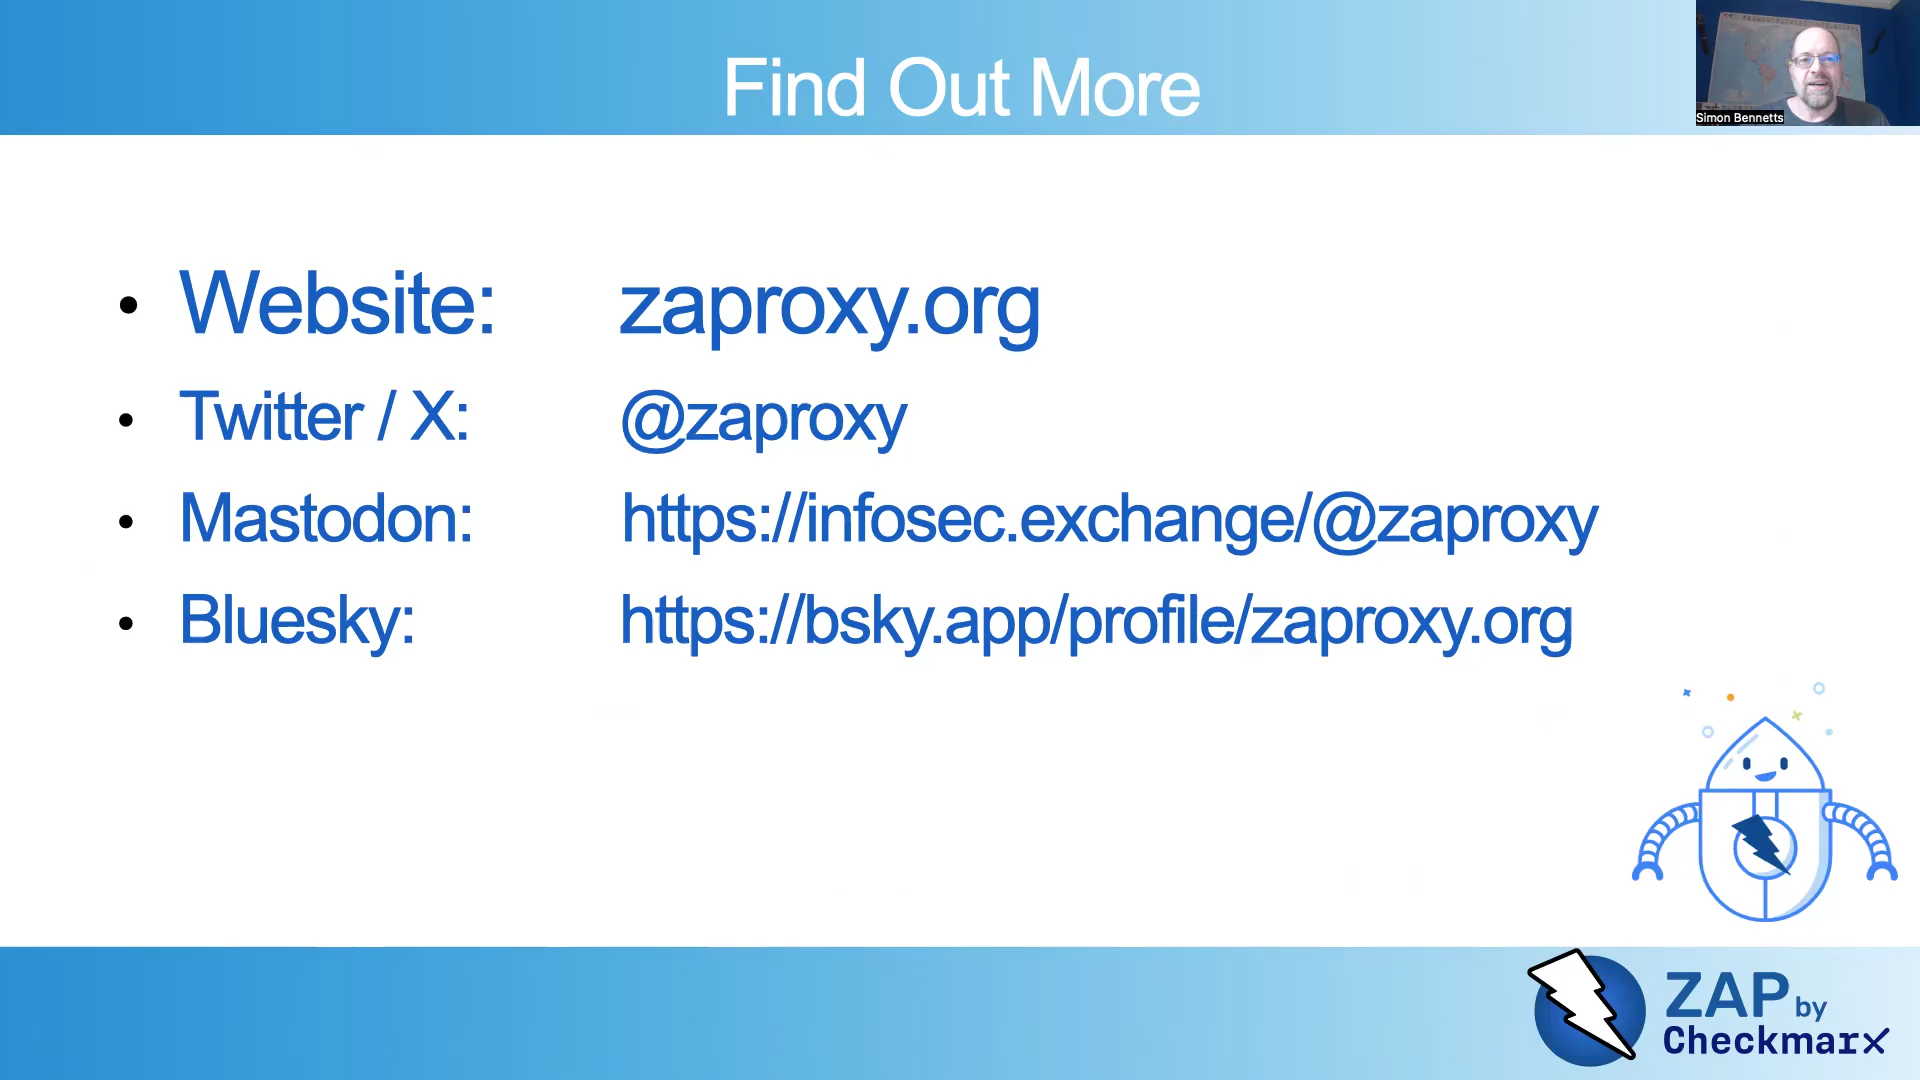 Find Out More
Simon Bennetts
• Website: zaproxy.org
• Twitter / X: @zaproxy
• Mastodon: https://infosec.exchange/@zaproxy
• Bluesky: https://bsky.app/profile/zaproxy.org
ZAP by
Checkmarx